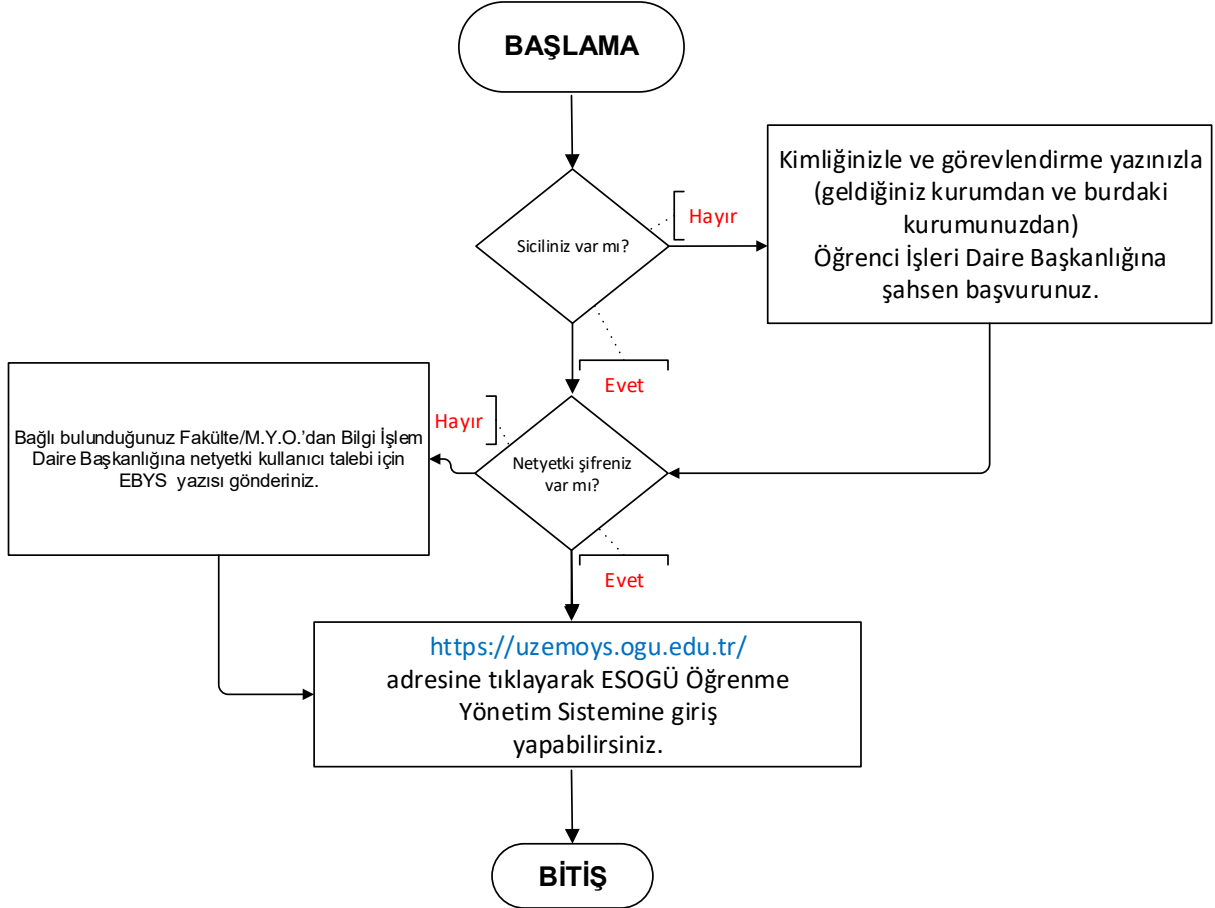 BAŞLAMA
Siciliniz var mı?
Hayır
Kimliğinizle ve görevlendirme yazınızla
(geldiğiniz kurumdan ve burdaki
kurumunuzdan)
Öğrenci İşleri Daire Başkanlığına
şahsen başvurunuz.
Evet
Netyetki şifreniz
var mı?
Hayır
Bağlı bulunduğunuz Fakülte/M.Y.O.’dan Bilgi İşlem
Daire Başkanlığına netyetki kullanıcı talebi için
EBYS yazısı gönderiniz.
Evet
https://uzemoys.ogu.edu.tr/
adresine tıklayarak ESOGÜ Öğrenme
Yönetim Sistemine giriş
yapabilirsiniz.
BİTİŞ